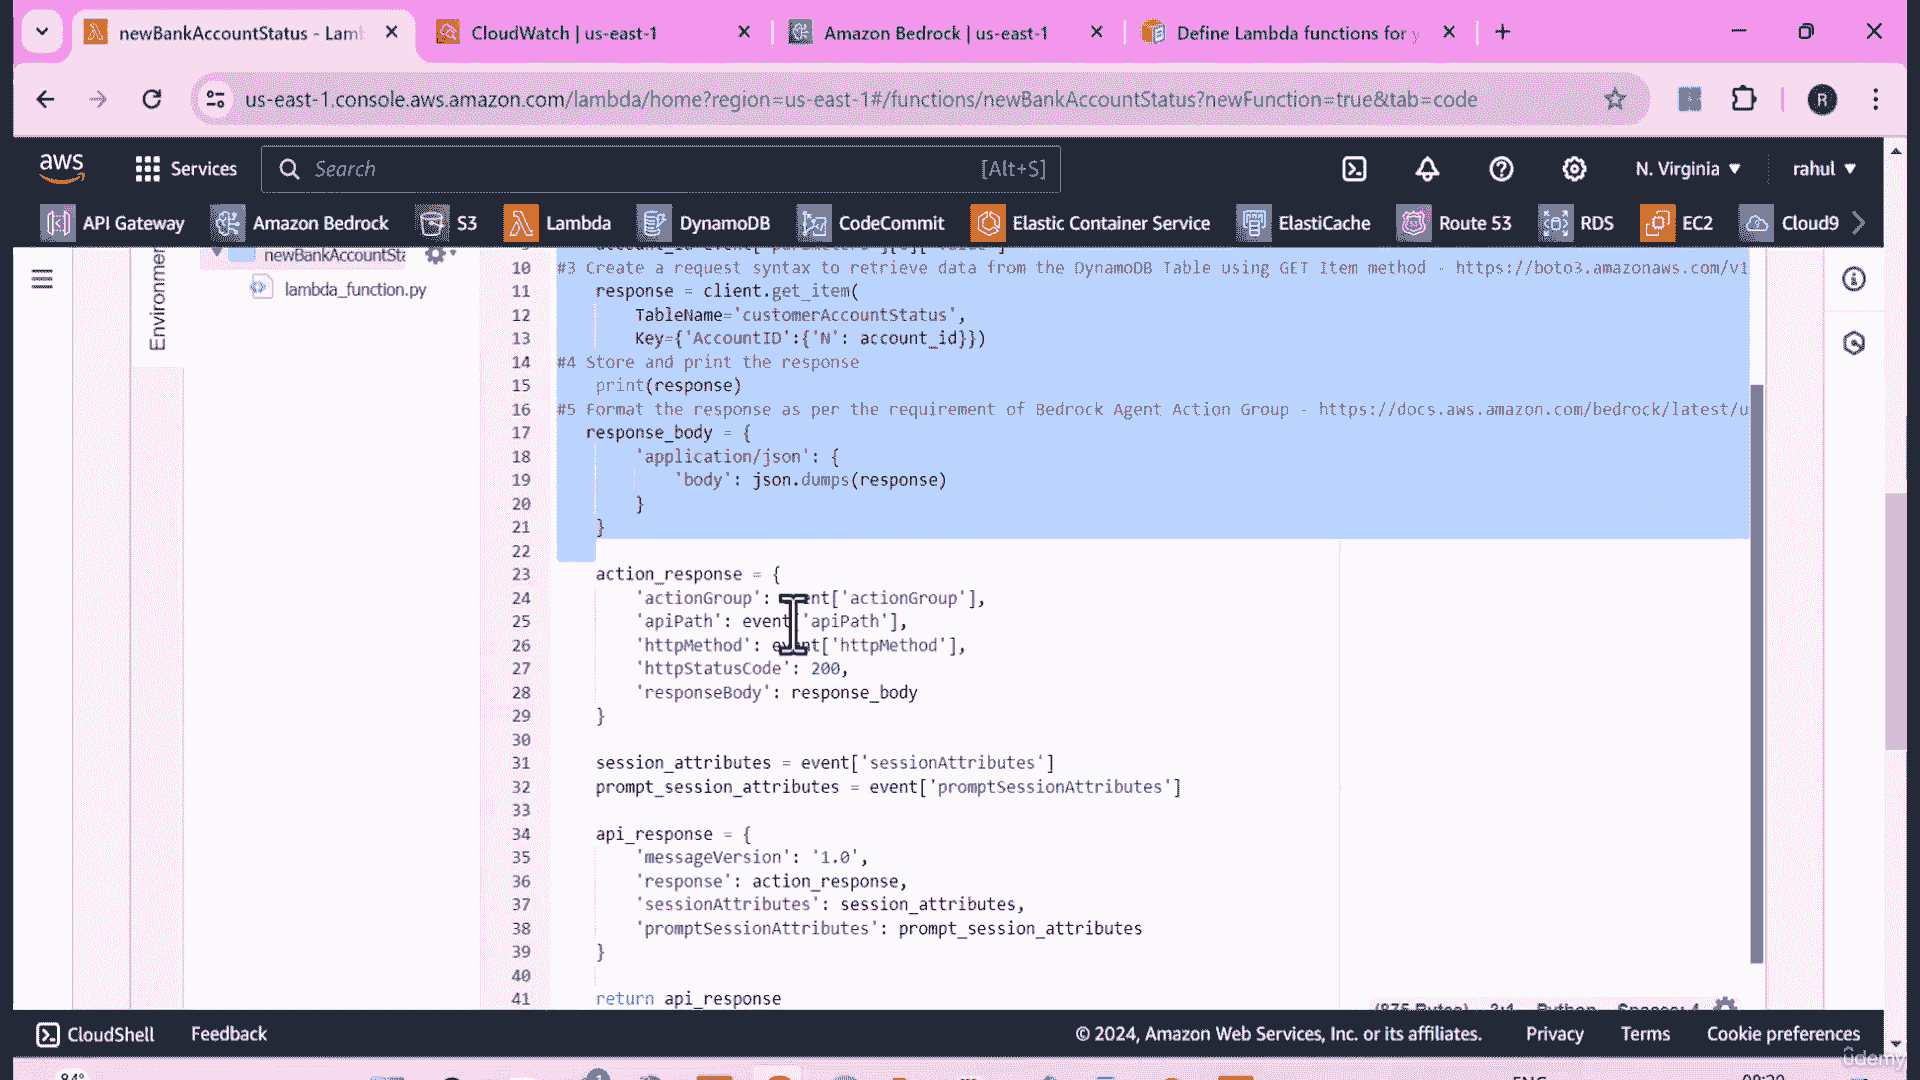 newBankAccountStatus - Lam
CloudWatch | us-east-1
Amazon Bedrock | us-east-1
Define Lambda functions for y
us-east-1.console.aws.amazon.com/lambda/home?region=us-east-1#/functions/newBankAccountStatus?newFunction=true&tab=code
R
aws
Services
Search
[Alt+S]
N. Virginia
rahul
API Gateway
Amazon Bedrock
S3
Lambda
DynamoDB
CodeCommit
Elastic Container Service
ElastiCache
Route 53
RDS
EC2
Cloud9
Environmen
newBankAccountSta
lambda_function.py
10 #3 Create a request syntax to retrieve data from the DynamoDB Table using GET Item method - https://boto3.amazonaws.com/v1
11 response = client.get_item(
12 TableName='customerAccountStatus',
13 Key={'AccountID':{'N': account_id}})
14 #4 Store and print the response
15 print(response)
16 #5 Format the response as per the requirement of Bedrock Agent Action Group - https://docs.aws.amazon.com/bedrock/latest/u
17 response_body = {
18 'application/json': {
19 'body': json.dumps(response)
20 }
21 }
22
23 action_response = {
24 'actionGroup': event['actionGroup'],
25 'apiPath': event['apiPath'],
26 'httpMethod': event['httpMethod'],
27 'httpStatusCode': 200,
28 'responseBody': response_body
29 }
30
31 session_attributes = event['sessionAttributes']
32 prompt_session_attributes = event['promptSessionAttributes']
33
34 api_response = {
35 'messageVersion': '1.0',
36 'response': action_response,
37 'sessionAttributes': session_attributes,
38 'promptSessionAttributes': prompt_session_attributes
39 }
40
41 return api_response
CloudShell
Feedback
© 2024, Amazon Web Services, Inc. or its affiliates.
Privacy
Terms
Cookie preferences
udemy
84°